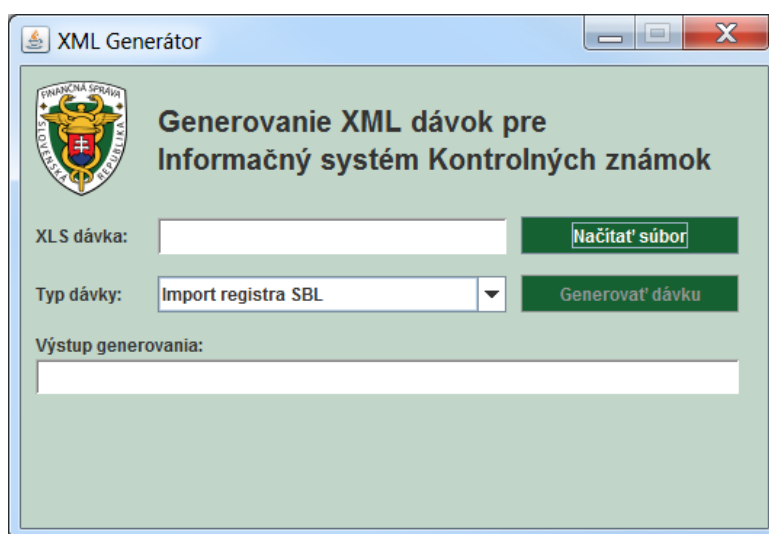 XML Generátor
FINANČNÁ SPRÁVA
SLOVENSKÁ REPUBLIKA
Generovanie XML dávok pre
Informačný systém Kontrolných známok
XLS dávka:
Načítať súbor
Typ dávky:
Import registra SBL
Generovať dávku
Výstup generovania: